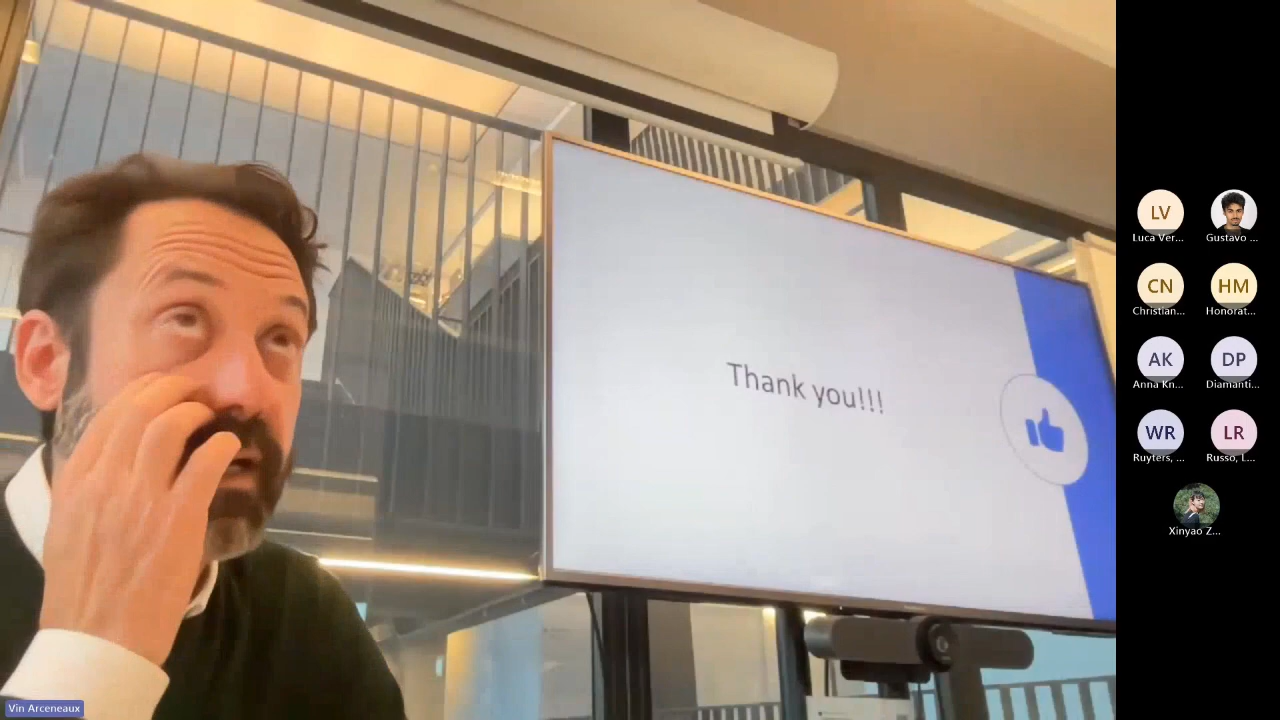 Thank you!!!
LV
Luca Ver...
Gustavo ...
CN
Christian...
HM
Honorat...
AK
Anna Kn...
DP
Diamanti...
WR
Ruyters, ...
LR
Russo, L...
Xinyao Z...
Vin Arceneaux